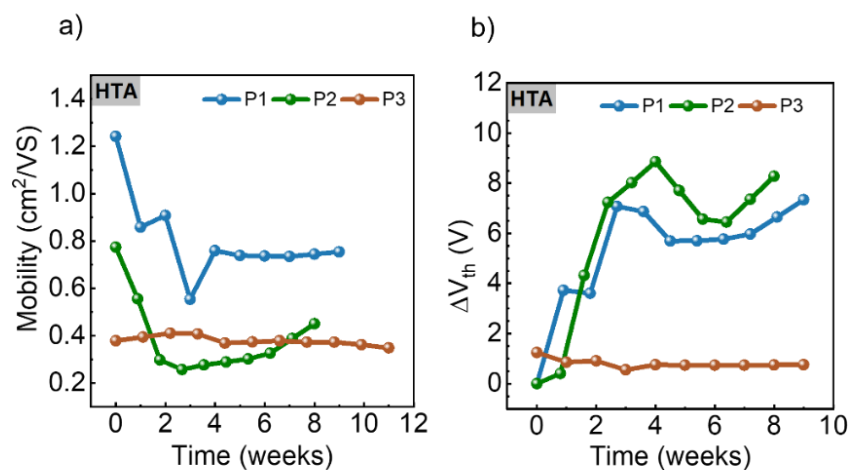 a)
HTA
P1 P2 P3
1.4
1.2
1.0
0.8
0.6
0.4
0.2
Mobility (cm²/VS)
0 2 4 6 8 10 12
Time (weeks)
b)
HTA
P1 P2 P3
12
10
8
6
4
2
0
ΔV_th (V)
0 2 4 6 8 10
Time (weeks)